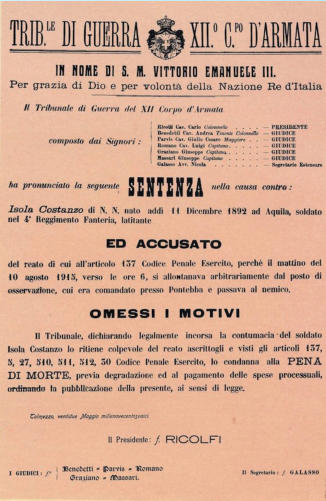 TRIB.LE DI GUERRA XII.o C.PO D'ARMATA
IN NOME DI S. M. VITTORIO EMANUELE III.
Per grazia di Dio e per volontà della Nazione Re d'Italia
Il Tribunale di Guerra del XII Corpo d'Armata
composto dai Signori:
Ricolfi Cav. Carlo Colonnello — PRESIDENTE
Benedetti Cav. Andrea Tenente Colonnello — GIUDICE
Parvis Cav. Giulio Cesare Maggiore — GIUDICE
Romano Cav. Luigi Capitano — GIUDICE
Graziano Giuseppe Capitano — GIUDICE
Massari Giuseppe Capitano — GIUDICE
Galasso Avv. Nicola — Segretario Estensore
ha pronunciato la seguente SENTENZA nella causa contro:
Isola Costanzo di N. N. nato addì 11 Dicembre 1892 ad Aquila, soldato
nel 4º Reggimento Fanteria, latitante
ED ACCUSATO
del reato di cui all'articolo 137 Codice Penale Esercito, perchè il mattino del
10 agosto 1915, verso le ore 6, si allontanava arbitrariamente dal posto di
osservazione, cui era comandato presso Pontebba e passava al nemico.
OMESSI I MOTIVI
Il Tribunale, dichiarando legalmente incorsa la contumacia del soldato
Isola Costanzo lo ritiene colpevole del reato ascrittogli e visti gli articoli 137,
5, 27, 510, 511, 512, 30 Codice Penale Esercito, lo condanna alla PENA
DI MORTE, previa degradazione ed al pagamento delle spese processuali,
ordinando la pubblicazione della presente, ai sensi di legge.
Tolmezzo, ventidue Maggio
Il Presidente: f. RICOLFI
I GIUDICI: f.i Benedetti - Parvis - Romano
Graziano - Massari.
Il Segretario: f. GALASSO